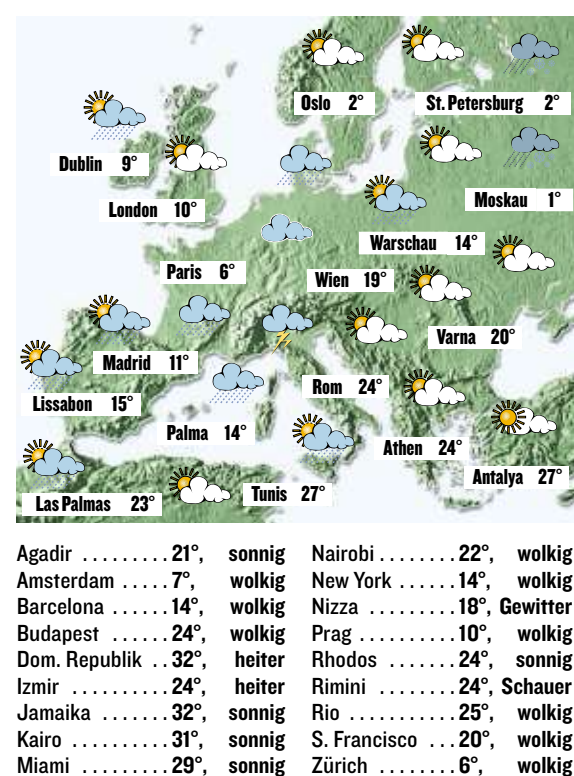 Oslo 2°
St. Petersburg 2°
Dublin 9°
Moskau 1°
London 10°
Warschau 14°
Paris 6°
Wien 19°
Varna 20°
Madrid 11°
Rom 24°
Lissabon 15°
Palma 14°
Athen 24°
Antalya 27°
Las Palmas 23°
Tunis 27°
Agadir ......... 21°, sonnig
Amsterdam ..... 7°, wolkig
Barcelona ...... 14°, wolkig
Budapest ...... 24°, wolkig
Dom. Republik .. 32°, heiter
Izmir .......... 24°, heiter
Jamaika ....... 32°, sonnig
Kairo .......... 31°, sonnig
Miami ......... 29°, sonnig
Nairobi ........ 22°, wolkig
New York ...... 14°, wolkig
Nizza ......... 18°, Gewitter
Prag .......... 10°, wolkig
Rhodos ....... 24°, sonnig
Rimini ........ 24°, Schauer
Rio ........... 25°, wolkig
S. Francisco ... 20°, wolkig
Zürich ......... 6°, wolkig